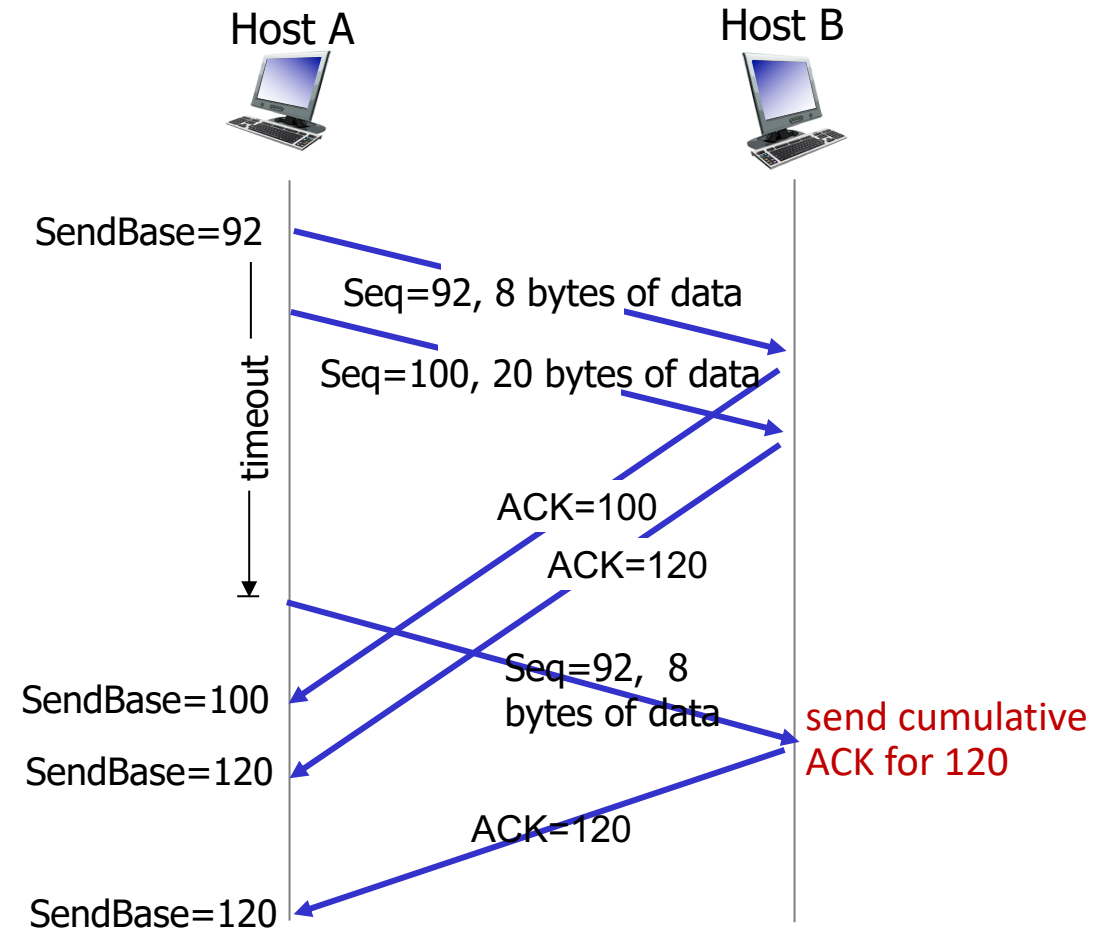 Host A
Host B
SendBase=92
Seq=92, 8 bytes of data
Seq=100, 20 bytes of data
timeout
ACK=100
ACK=120
Seq=92, 8
bytes of data
SendBase=100
send cumulative
ACK for 120
SendBase=120
ACK=120
SendBase=120